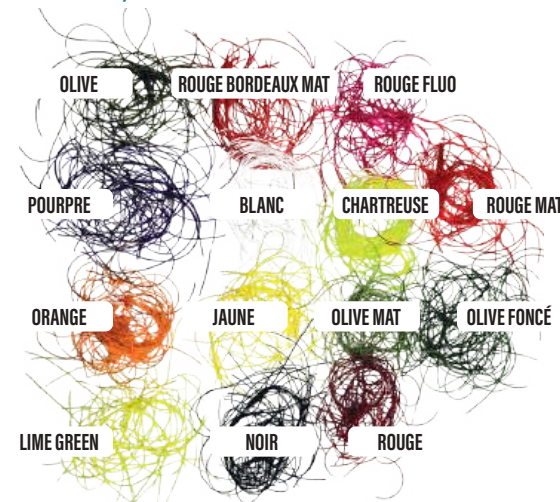 OLIVE
ROUGE BORDEAUX MAT
ROUGE FLUO
POURPRE
BLANC
CHARTREUSE
ROUGE MAT
ORANGE
JAUNE
OLIVE MAT
OLIVE FONCÉ
LIME GREEN
NOIR
ROUGE